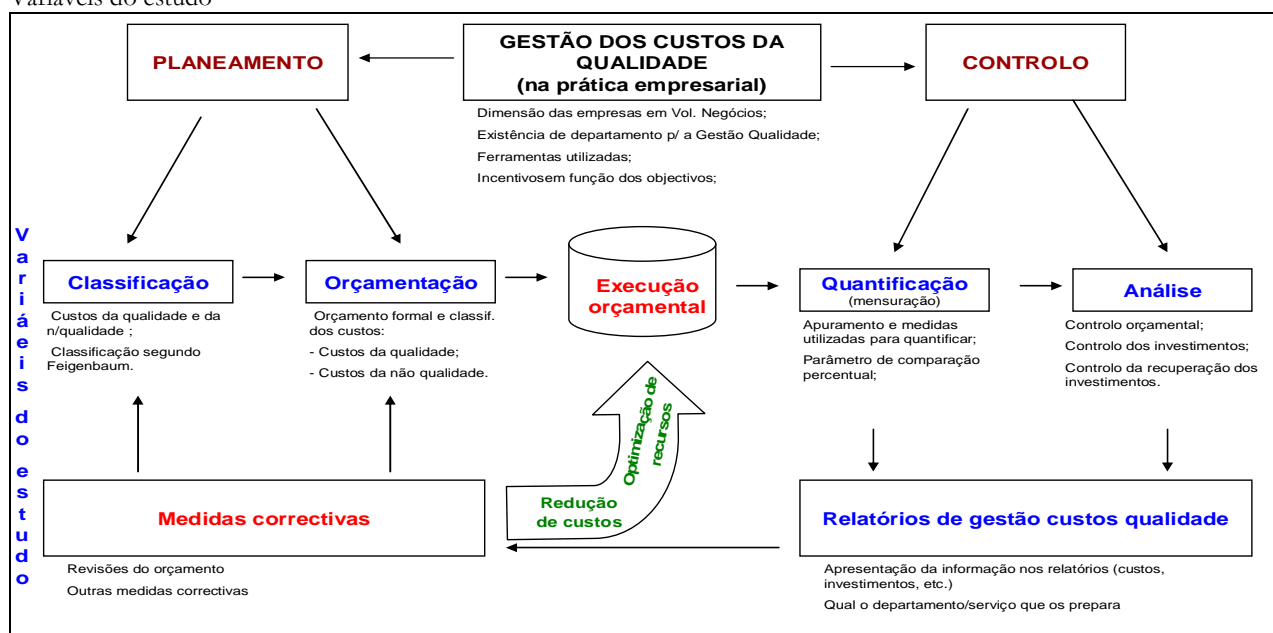 Variáveis do estudo
GESTÃO DOS CUSTOS DA
QUALIDADE
(na prática empresarial)
PLANEAMENTO
CONTROLO
Dimensão das empresas em Vol. Negócios;
Existência de departamento p/ a Gestão Qualidade;
Ferramentas utilizadas;
Incentivosem função dos objectivos;
Variáeis do estudo
Classificação
Orçamentação
Execução
orçamental
Quantificação
(mensuração)
Análise
Custos da qualidade e da
n/qualidade ;
Classificação segundo
Feigenbaum.
Orçamento formal e classif.
dos custos:
- Custos da qualidade;
- Custos da não qualidade.
Apuramento e medidas
utilizadas para quantificar;
Parâmetro de comparação
percentual;
Controlo orçamental;
Controlo dos investimentos;
Controlo da recuperação dos
investimentos.
Optimização de
recursos
Redução
de custos
Medidas correctivas
Relatórios de gestão custos qualidade
Revisões do orçamento
Outras medidas correctivas
Apresentação da informação nos relatórios (custos,
investimentos, etc.)
Qual o departamento/serviço que os prepara